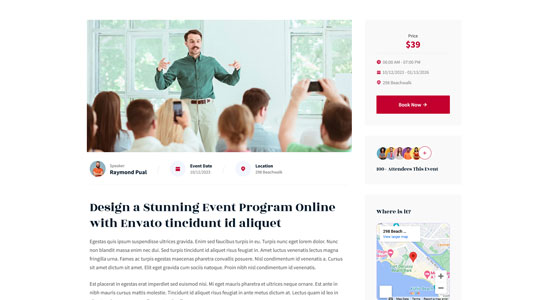 Price
$39
06:00 AM - 07:00 PM
10/12/2023 - 01/11/2026
298 Beachwalk
Book Now →
Speaker
Raymond Pual
Event Date
10/12/2023
Location
298 Beachwalk
100+ Attendees This Event
Design a Stunning Event Program Online
with Envato tincidunt id aliquet
Egestas quis ipsum suspendisse ultrices gravida. Enim sed faucibus turpis in eu. Turpis nunc eget lorem dolor. Nunc
non blandit massa enim nec dui. Sed turpis tincidunt id aliquet risus feugiat in. Amet luctus venenatis lectus magna
fringilla urna. Fames ac turpis egestas maecenas pharetra convallis posuere. Nisl condimentum id venenatis a. Cursus
sit amet dictum sit amet. Elit eget gravida cum sociis natoque. Proin nibh nisl condimentum id venenatis.
Est placerat in egestas erat imperdiet sed euismod nisi. Mi eget mauris pharetra et ultrices neque ornare. Est ante in
nibh mauris cursus mattis molestie. Tincidunt id aliquet risus feugiat in ante metus dictum at. Lectus quam id leo in
Where is it?
298 Beach ...
View larger map
+
−
Map Data
Terms